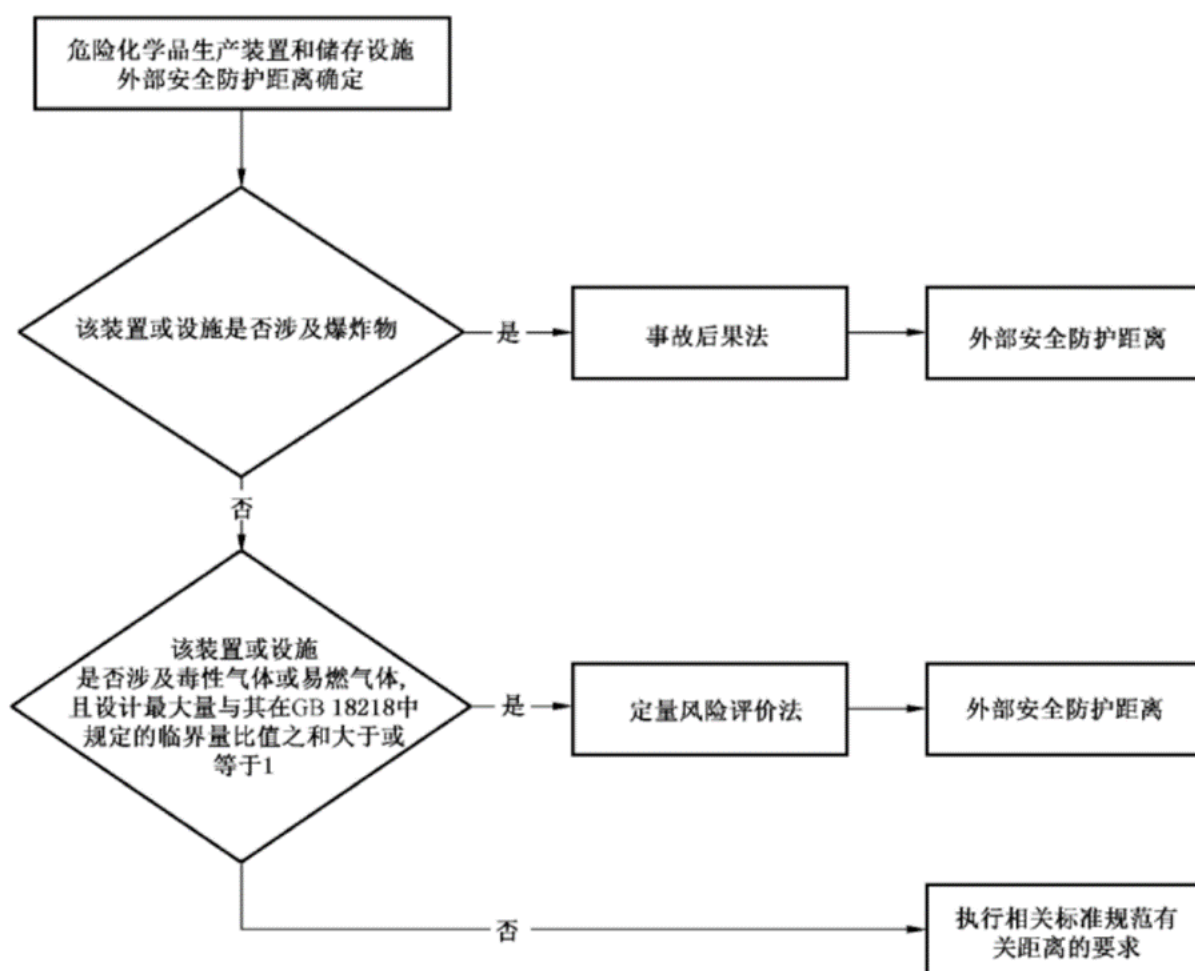 危险化学品生产装置和储存设施
外部安全防护距离确定
该装置或设施是否涉及爆炸物
是
事故后果法
外部安全防护距离
否
该装置或设施
是否涉及毒性气体或易燃气体,
且设计最大量与其在GB 18218中
规定的临界量比值之和大于或
等于1
是
定量风险评价法
外部安全防护距离
否
执行相关标准规范有
关距离的要求